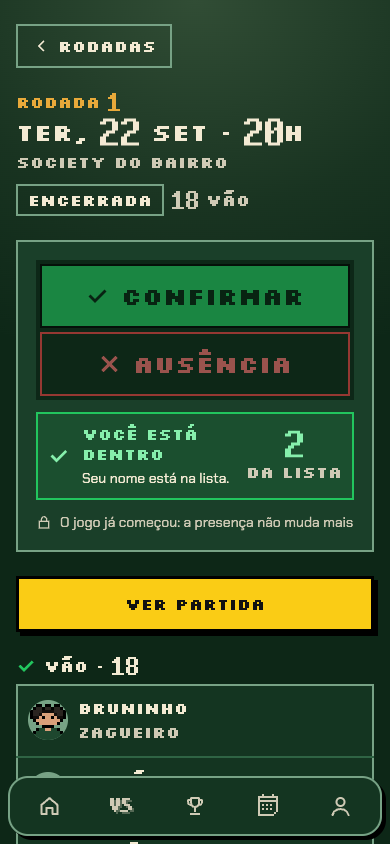 RODADAS
RODADA 1
TER, 22 SET · 20H
SOCIETY DO BAIRRO
ENCERRADA 18 VÃO
CONFIRMAR
AUSÊNCIA
VOCÊ ESTÁ
DENTRO
Seu nome está na lista.
2
DA LISTA
O jogo já começou: a presença não muda mais
VER PARTIDA
VÃO · 18
BRUNINHO
ZAGUEIRO
VS